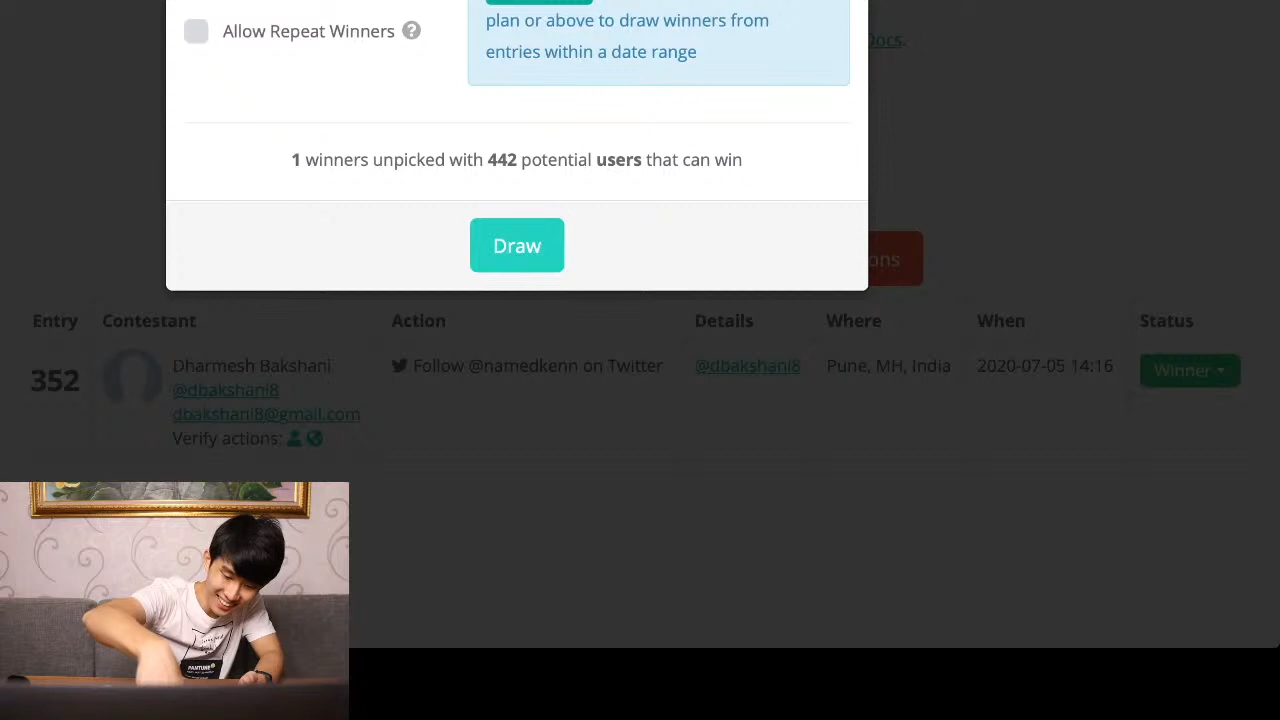 plan or above to draw winners from
Allow Repeat Winners ?
entries within a date range
1 winners unpicked with 442 potential users that can win
Draw
Entry Contestant Action Details Where When Status
352 Dharmesh Bakshani Follow @namedkenn on Twitter @dbakshani8 Pune, MH, India 2020-07-05 14:16 Winner
@dbakshani8
dbakshani8@gmail.com
Verify actions:
PANTUNE